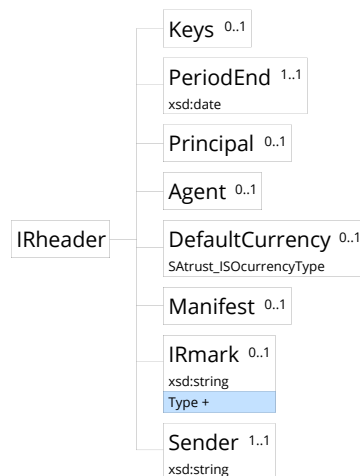 Keys 0..1
PeriodEnd 1..1
xsd:date
Principal 0..1
Agent 0..1
IRheader
DefaultCurrency 0..1
SAtrust_ISOcurrencyType
Manifest 0..1
IRmark 0..1
xsd:string
Type +
Sender 1..1
xsd:string